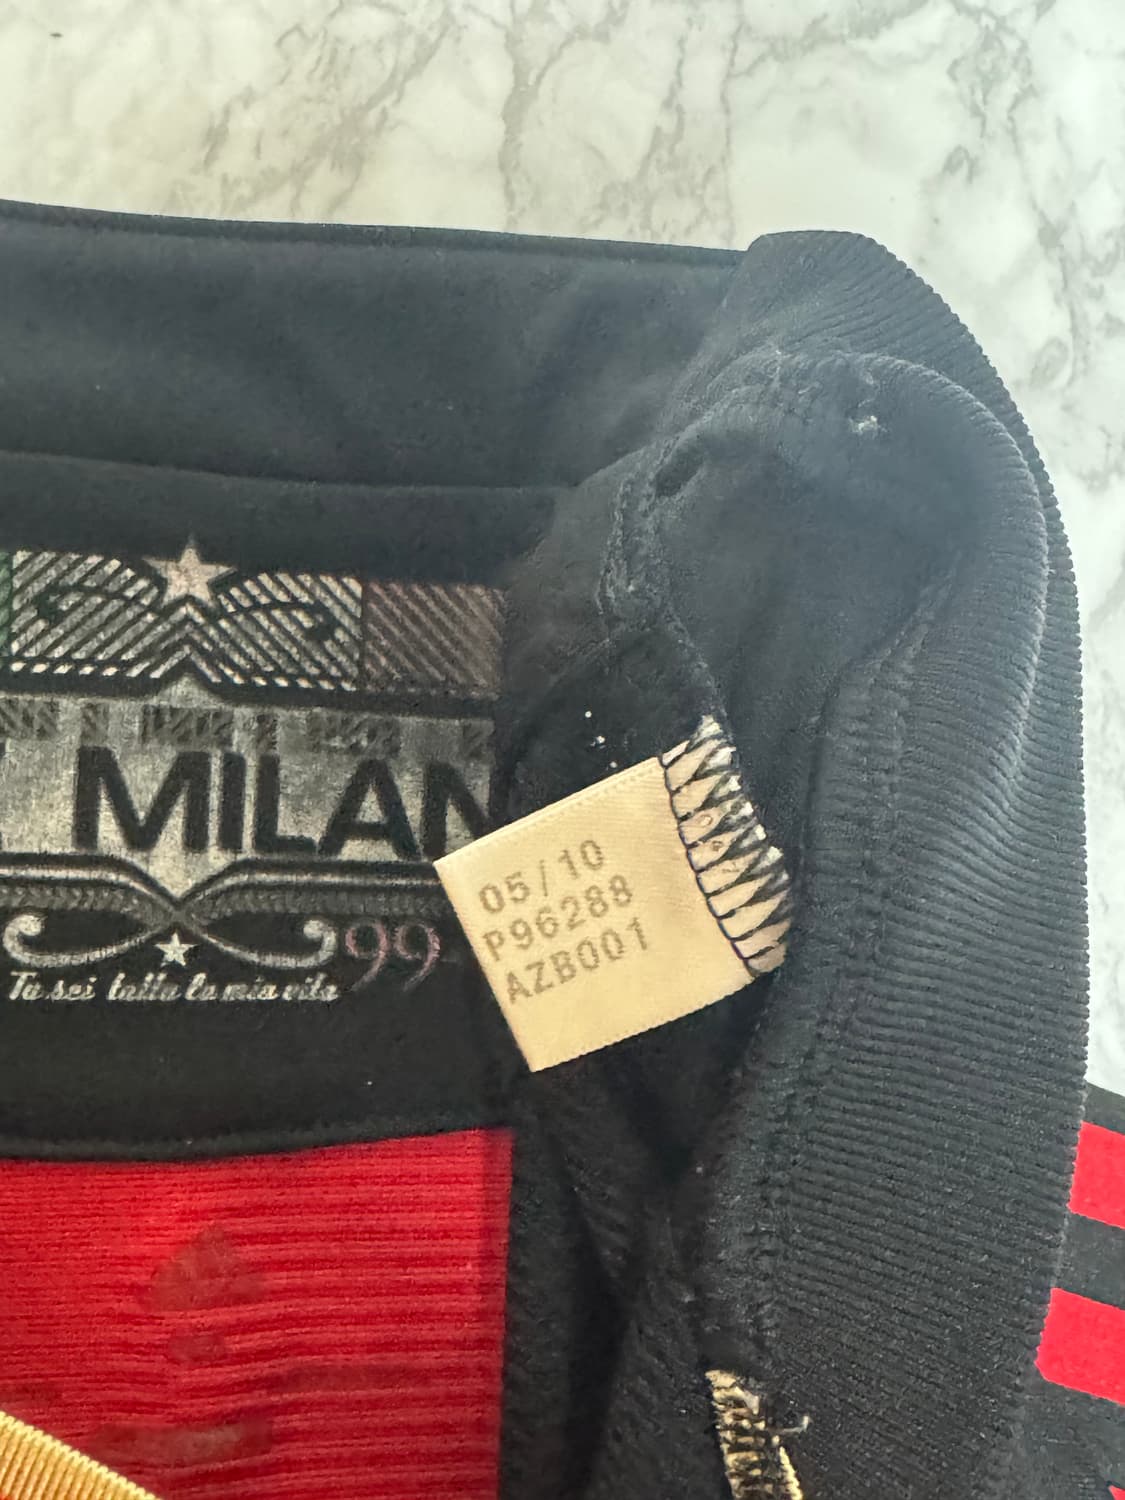 MILAN
99
Tu sei tutta la mia vita
05/10
P96288
AZB001